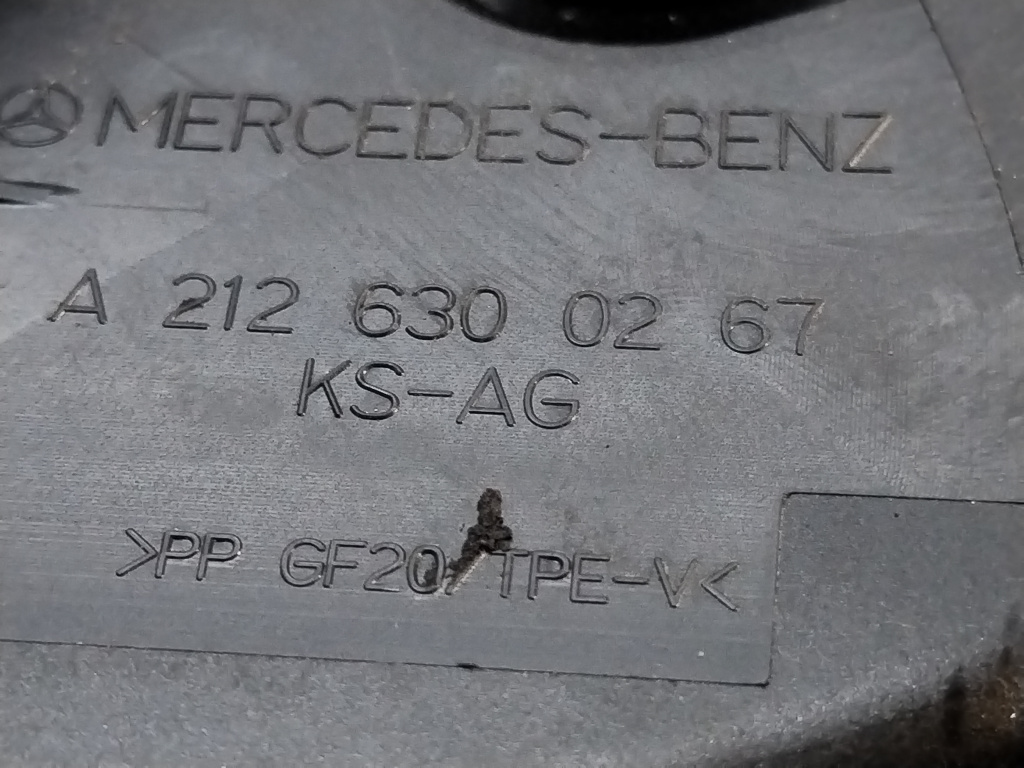 MERCEDES-BENZ
A 212 630 02 67
KS-AG
>PP GF20/TPE-V<